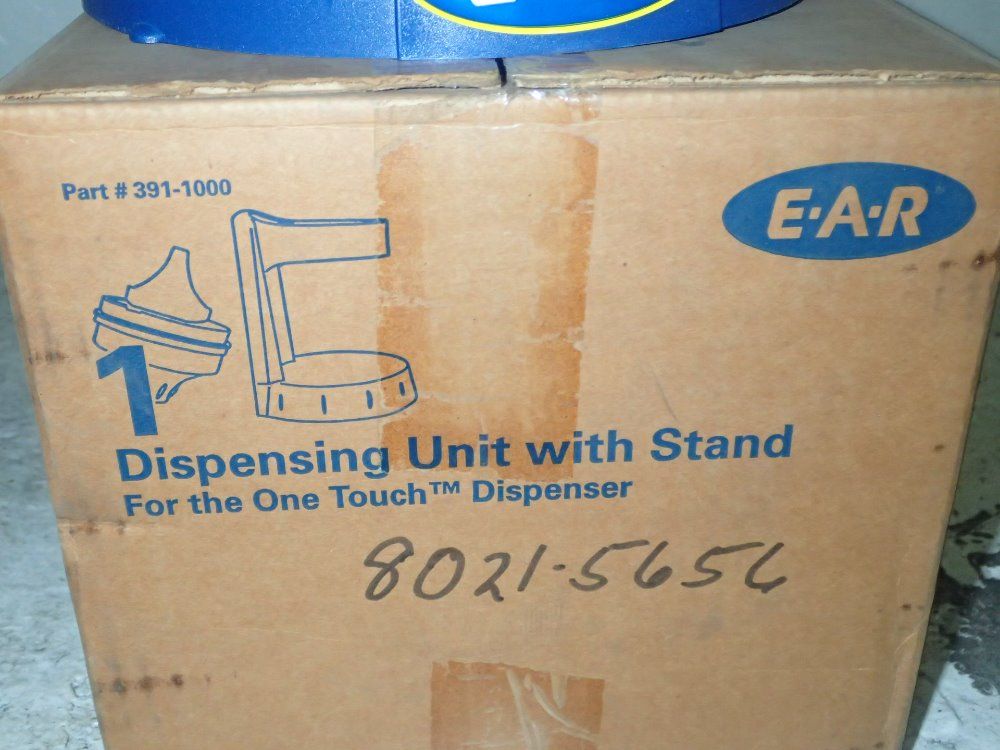 Part # 391-1000
E·A·R
1
Dispensing Unit with Stand
For the One Touch™ Dispenser
8021-5656